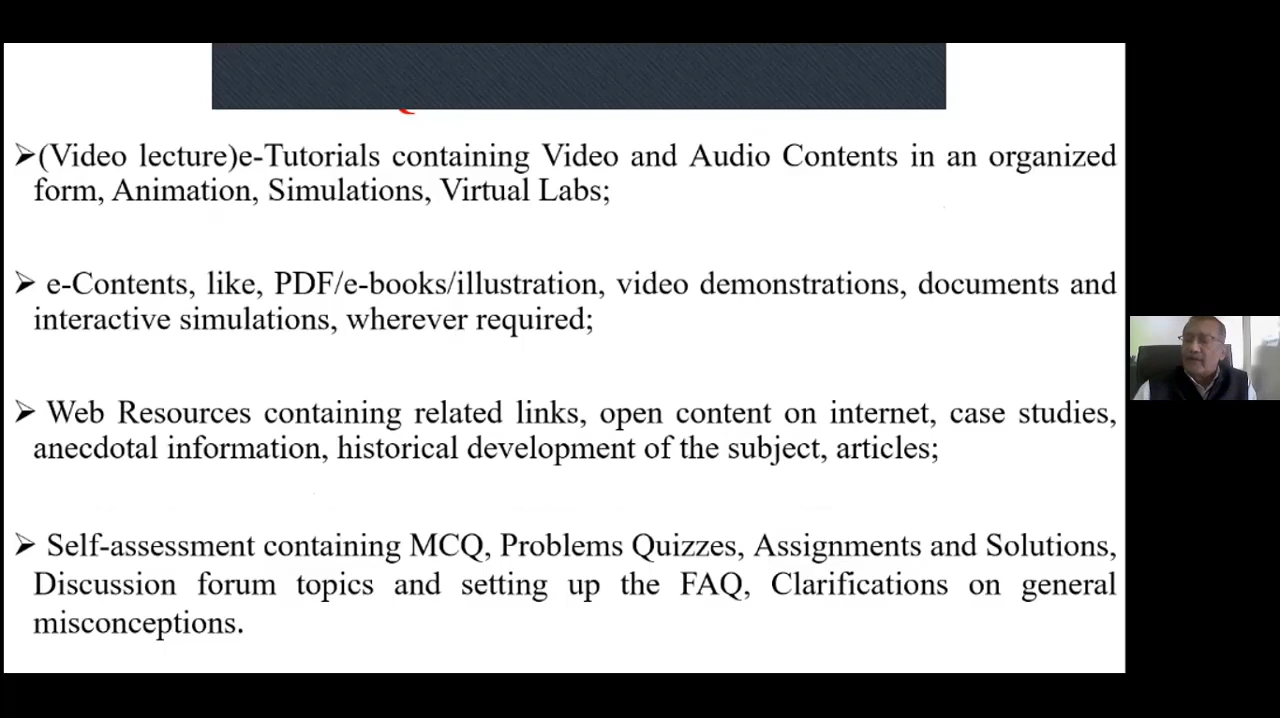 ➢(Video lecture)e-Tutorials containing Video and Audio Contents in an organized
form, Animation, Simulations, Virtual Labs;
➢ e-Contents, like, PDF/e-books/illustration, video demonstrations, documents and
interactive simulations, wherever required;
➢ Web Resources containing related links, open content on internet, case studies,
anecdotal information, historical development of the subject, articles;
➢ Self-assessment containing MCQ, Problems Quizzes, Assignments and Solutions,
Discussion forum topics and setting up the FAQ, Clarifications on general
misconceptions.